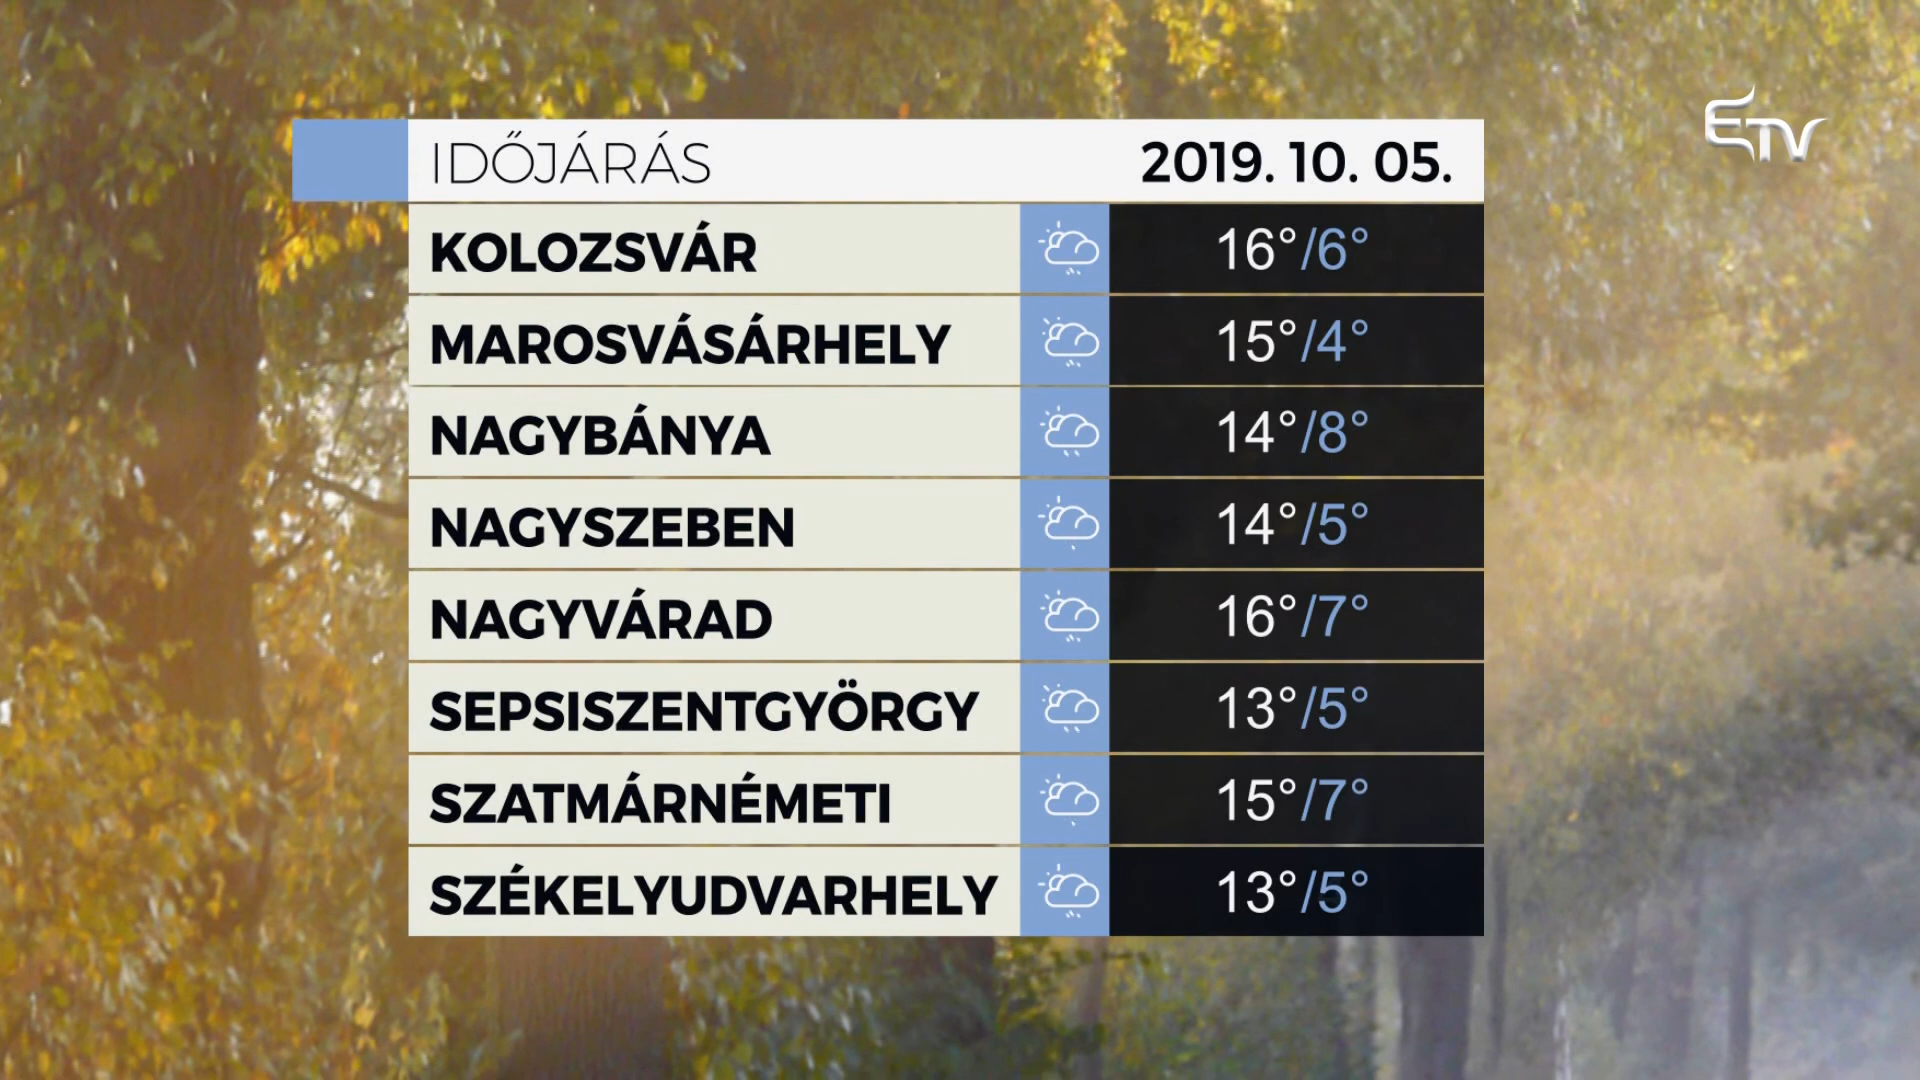 ETV
IDŐJÁRÁS 2019. 10. 05.
KOLOZSVÁR 16°/6°
MAROSVÁSÁRHELY 15°/4°
NAGYBÁNYA 14°/8°
NAGYSZEBEN 14°/5°
NAGYVÁRAD 16°/7°
SEPSISZENTGYÖRGY 13°/5°
SZATMÁRNÉMETI 15°/7°
SZÉKELYUDVARHELY 13°/5°